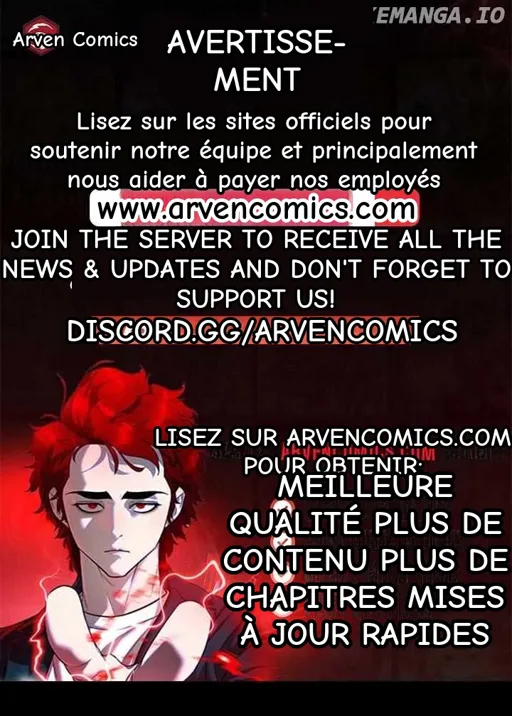 EMANGA.IO
Arven Comics
AVERTISSE-
MENT
Lisez sur les sites officiels pour
soutenir notre équipe et principalement
nous aider à payer nos employés
www.arvencomics.com
JOIN THE SERVER TO RECEIVE ALL THE
NEWS & UPDATES AND DON'T FORGET TO
SUPPORT US!
DISCORD.GG/ARVENCOMICS
LISEZ SUR ARVENCOMICS.COM
POUR OBTENIR:
MEILLEURE
QUALITÉ PLUS DE
CONTENU PLUS DE
CHAPITRES MISES
À JOUR RAPIDES